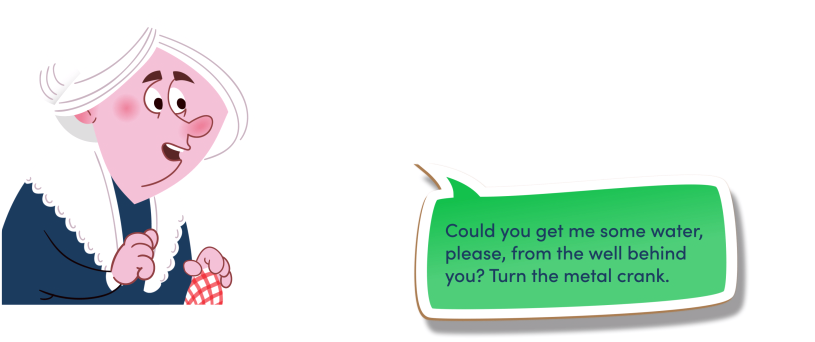 Could you get me some water,
please, from the well behind
you? Turn the metal crank.